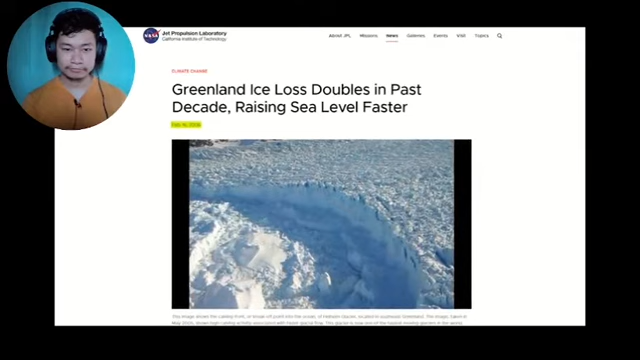 Jet Propulsion Laboratory
California Institute of Technology
About JPL Missions News Galleries Events Visit Topics
CLIMATE CHANGE
Greenland Ice Loss Doubles in Past
Decade, Raising Sea Level Faster